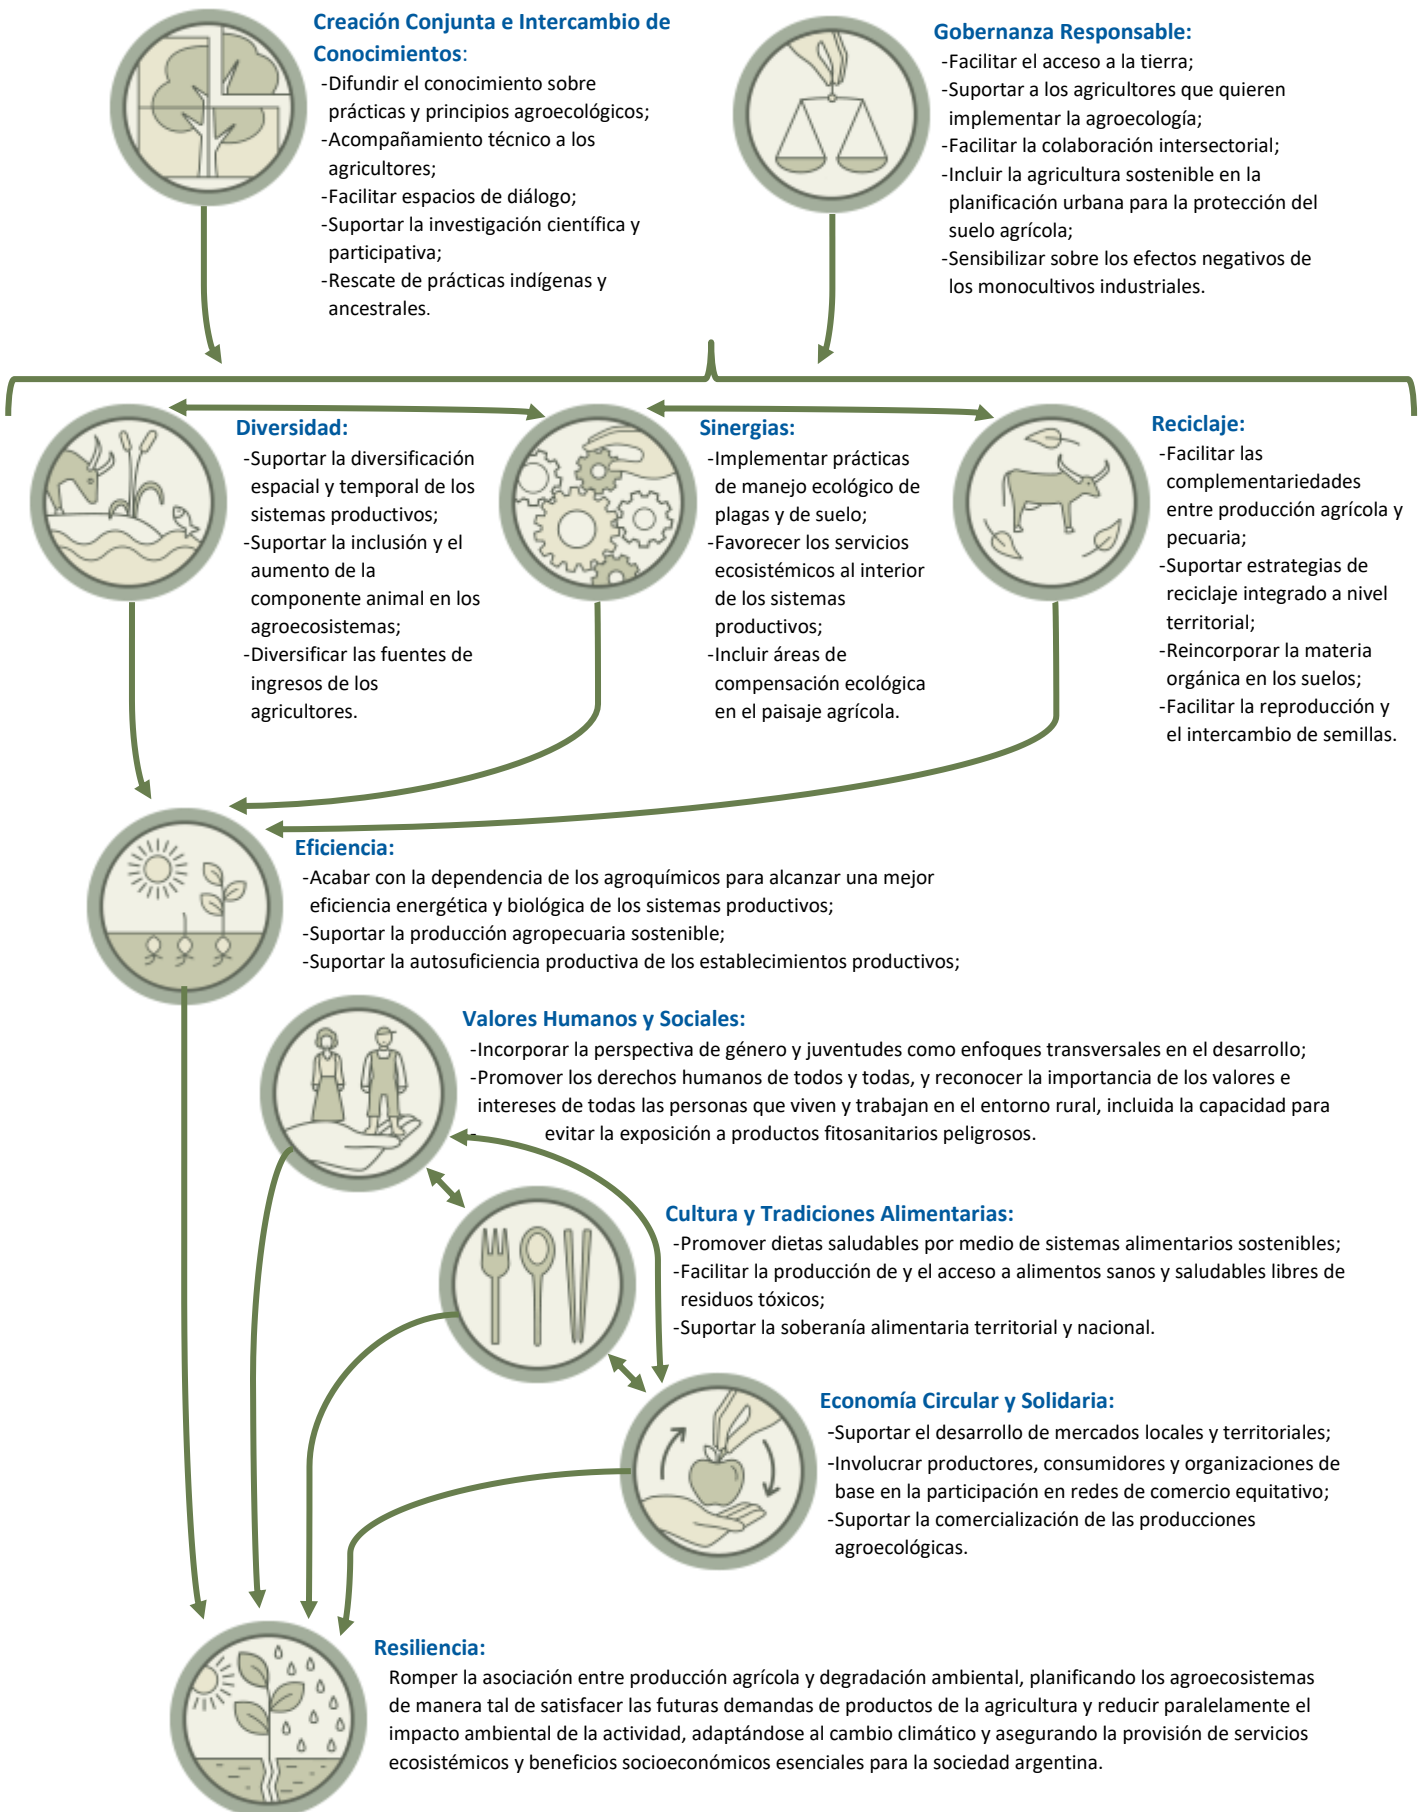 Creación Conjunta e Intercambio de
Conocimientos:
-Difundir el conocimiento sobre
prácticas y principios agroecológicos;
-Acompañamiento técnico a los
agricultores;
-Facilitar espacios de diálogo;
-Suportar la investigación científica y
participativa;
-Rescate de prácticas indígenas y
ancestrales.
Gobernanza Responsable:
-Facilitar el acceso a la tierra;
-Suportar a los agricultores que quieren
implementar la agroecología;
-Facilitar la colaboración intersectorial;
-Incluir la agricultura sostenible en la
planificación urbana para la protección del
suelo agrícola;
-Sensibilizar sobre los efectos negativos de
los monocultivos industriales.
Diversidad:
-Suportar la diversificación
espacial y temporal de los
sistemas productivos;
-Suportar la inclusión y el
aumento de la
componente animal en los
agroecosistemas;
-Diversificar las fuentes de
ingresos de los
agricultores.
Sinergias:
-Implementar prácticas
de manejo ecológico de
plagas y de suelo;
-Favorecer los servicios
ecosistémicos al interior
de los sistemas
productivos;
-Incluir áreas de
compensación ecológica
en el paisaje agrícola.
Reciclaje:
-Facilitar las
complementariedades
entre producción agrícola y
pecuaria;
-Suportar estrategias de
reciclaje integrado a nivel
territorial;
-Reincorporar la materia
orgánica en los suelos;
-Facilitar la reproducción y
el intercambio de semillas.
Eficiencia:
-Acabar con la dependencia de los agroquímicos para alcanzar una mejor
eficiencia energética y biológica de los sistemas productivos;
-Suportar la producción agropecuaria sostenible;
-Suportar la autosuficiencia productiva de los establecimientos productivos;
Valores Humanos y Sociales:
-Incorporar la perspectiva de género y juventudes como enfoques transversales en el desarrollo;
-Promover los derechos humanos de todos y todas, y reconocer la importancia de los valores e
intereses de todas las personas que viven y trabajan en el entorno rural, incluida la capacidad para
- evitar la exposición a productos fitosanitarios peligrosos.
Cultura y Tradiciones Alimentarias:
-Promover dietas saludables por medio de sistemas alimentarios sostenibles;
-Facilitar la producción de y el acceso a alimentos sanos y saludables libres de
residuos tóxicos;
-Suportar la soberanía alimentaria territorial y nacional.
Economía Circular y Solidaria:
-Suportar el desarrollo de mercados locales y territoriales;
-Involucrar productores, consumidores y organizaciones de
base en la participación en redes de comercio equitativo;
-Suportar la comercialización de las producciones
agroecológicas.
Resiliencia:
Romper la asociación entre producción agrícola y degradación ambiental, planificando los agroecosistemas
de manera tal de satisfacer las futuras demandas de productos de la agricultura y reducir paralelamente el
impacto ambiental de la actividad, adaptándose al cambio climático y asegurando la provisión de servicios
ecosistémicos y beneficios socioeconómicos esenciales para la sociedad argentina.